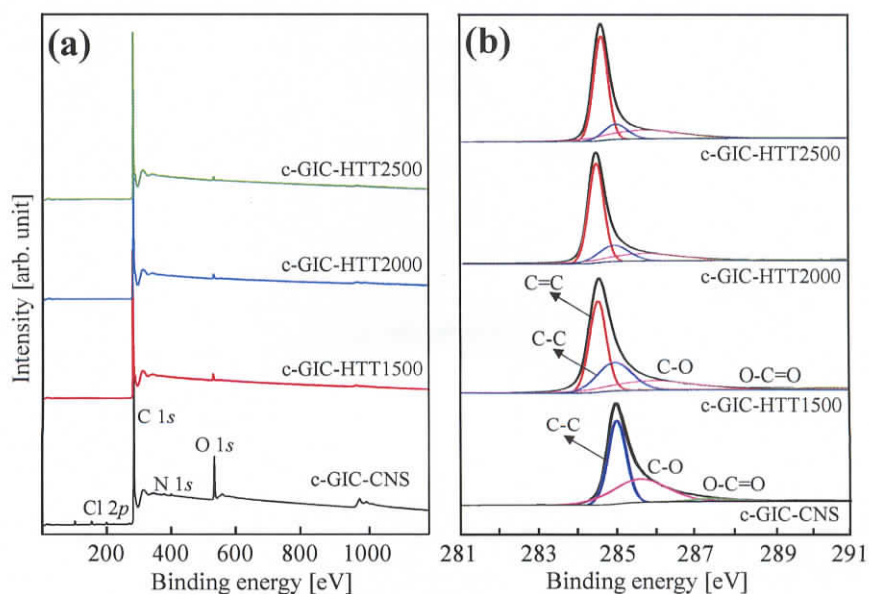 (a)
Intensity [arb. unit]
c-GIC-HTT2500
c-GIC-HTT2000
c-GIC-HTT1500
C 1s
O 1s
N 1s
c-GIC-CNS
Cl 2p
200 400 600 800 1000
Binding energy [eV]
(b)
c-GIC-HTT2500
c-GIC-HTT2000
C=C
C-C
C-O
O-C=O
c-GIC-HTT1500
C-C
C-O
O-C=O
c-GIC-CNS
281 283 285 287 289 291
Binding energy [eV]